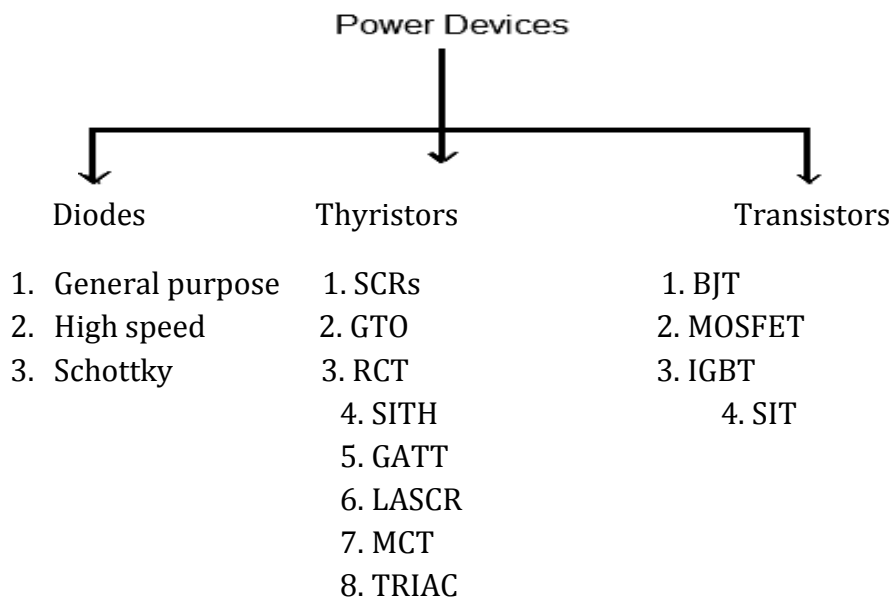 Power Devices
Diodes Thyristors Transistors
1. General purpose 1. SCRs 1. BJT
2. High speed 2. GTO 2. MOSFET
3. Schottky 3. RCT 3. IGBT
4. SITH 4. SIT
5. GATT
6. LASCR
7. MCT
8. TRIAC